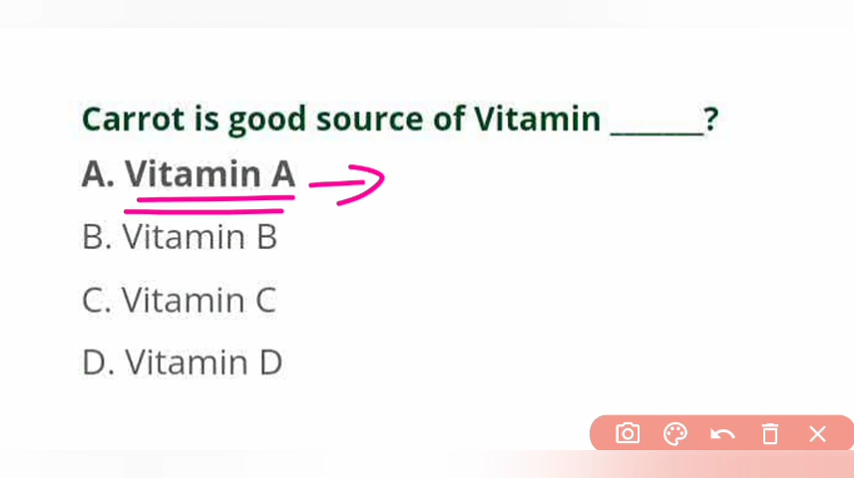 Carrot is good source of Vitamin ______?
A. Vitamin A
B. Vitamin B
C. Vitamin C
D. Vitamin D